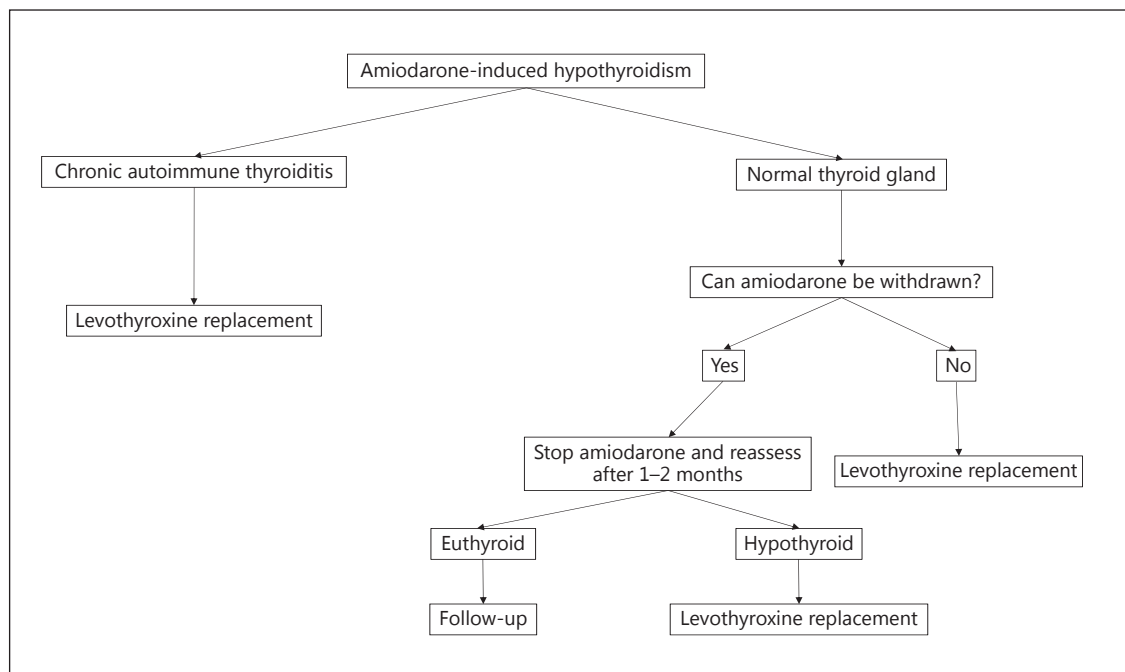 Amiodarone-induced hypothyroidism
Chronic autoimmune thyroiditis
Normal thyroid gland
Can amiodarone be withdrawn?
Levothyroxine replacement
Yes
No
Stop amiodarone and reassess
after 1–2 months
Levothyroxine replacement
Euthyroid
Hypothyroid
Follow-up
Levothyroxine replacement